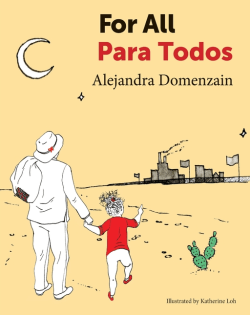 For All
Para Todos
Alejandra Domenzain
Illustrated by Katherine Loh